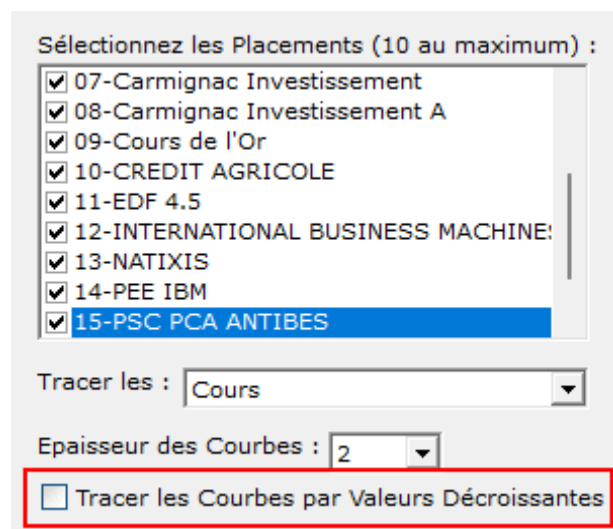 Sélectionnez les Placements (10 au maximum) :
07-Carmignac Investissement
08-Carmignac Investissement A
09-Cours de l'Or
10-CREDIT AGRICOLE
11-EDF 4.5
12-INTERNATIONAL BUSINESS MACHINES
13-NATIXIS
14-PEE IBM
15-PSC PCA ANTIBES
Tracer les : Cours
Epaisseur des Courbes : 2
Tracer les Courbes par Valeurs Décroissantes